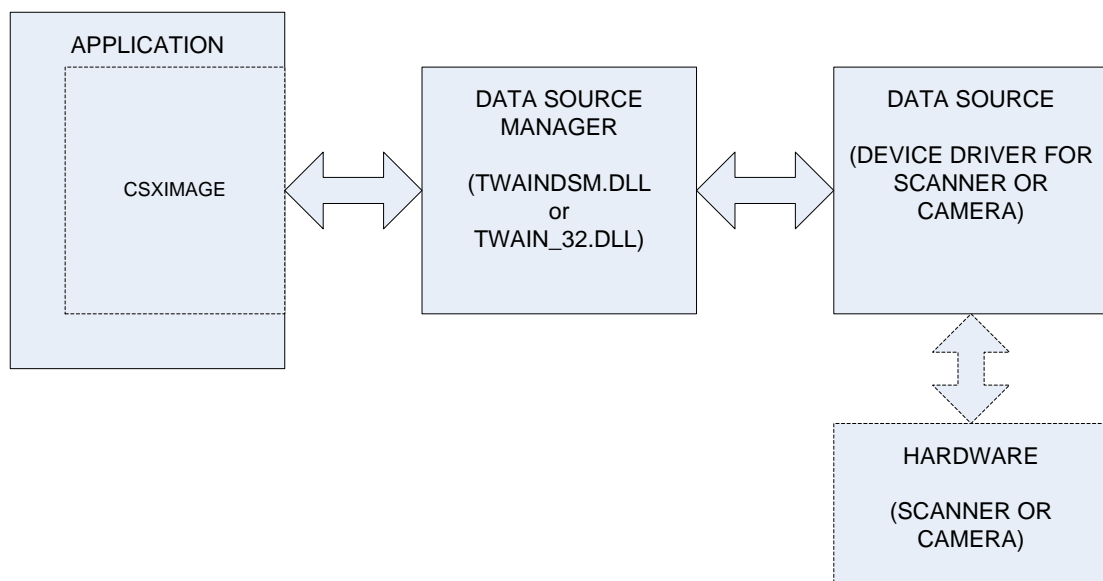 APPLICATION
CSXIMAGE
DATA SOURCE
MANAGER
(TWAINDSM.DLL
or
TWAIN_32.DLL)
DATA SOURCE
(DEVICE DRIVER FOR
SCANNER OR
CAMERA)
HARDWARE
(SCANNER OR
CAMERA)